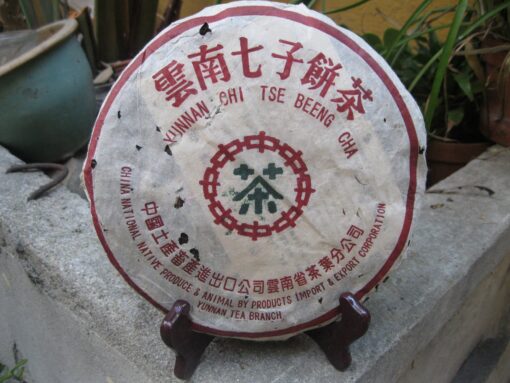 雲南七子餅茶
YUNNAN CHI TSE BEENG CHA
茶
中國土產畜產進出口公司雲南省茶葉分公司
CHINA NATIONAL NATIVE PRODUCE & ANIMAL BY PRODUCTS IMPORT & EXPORT CORPORATION
YUNNAN TEA BRANCH